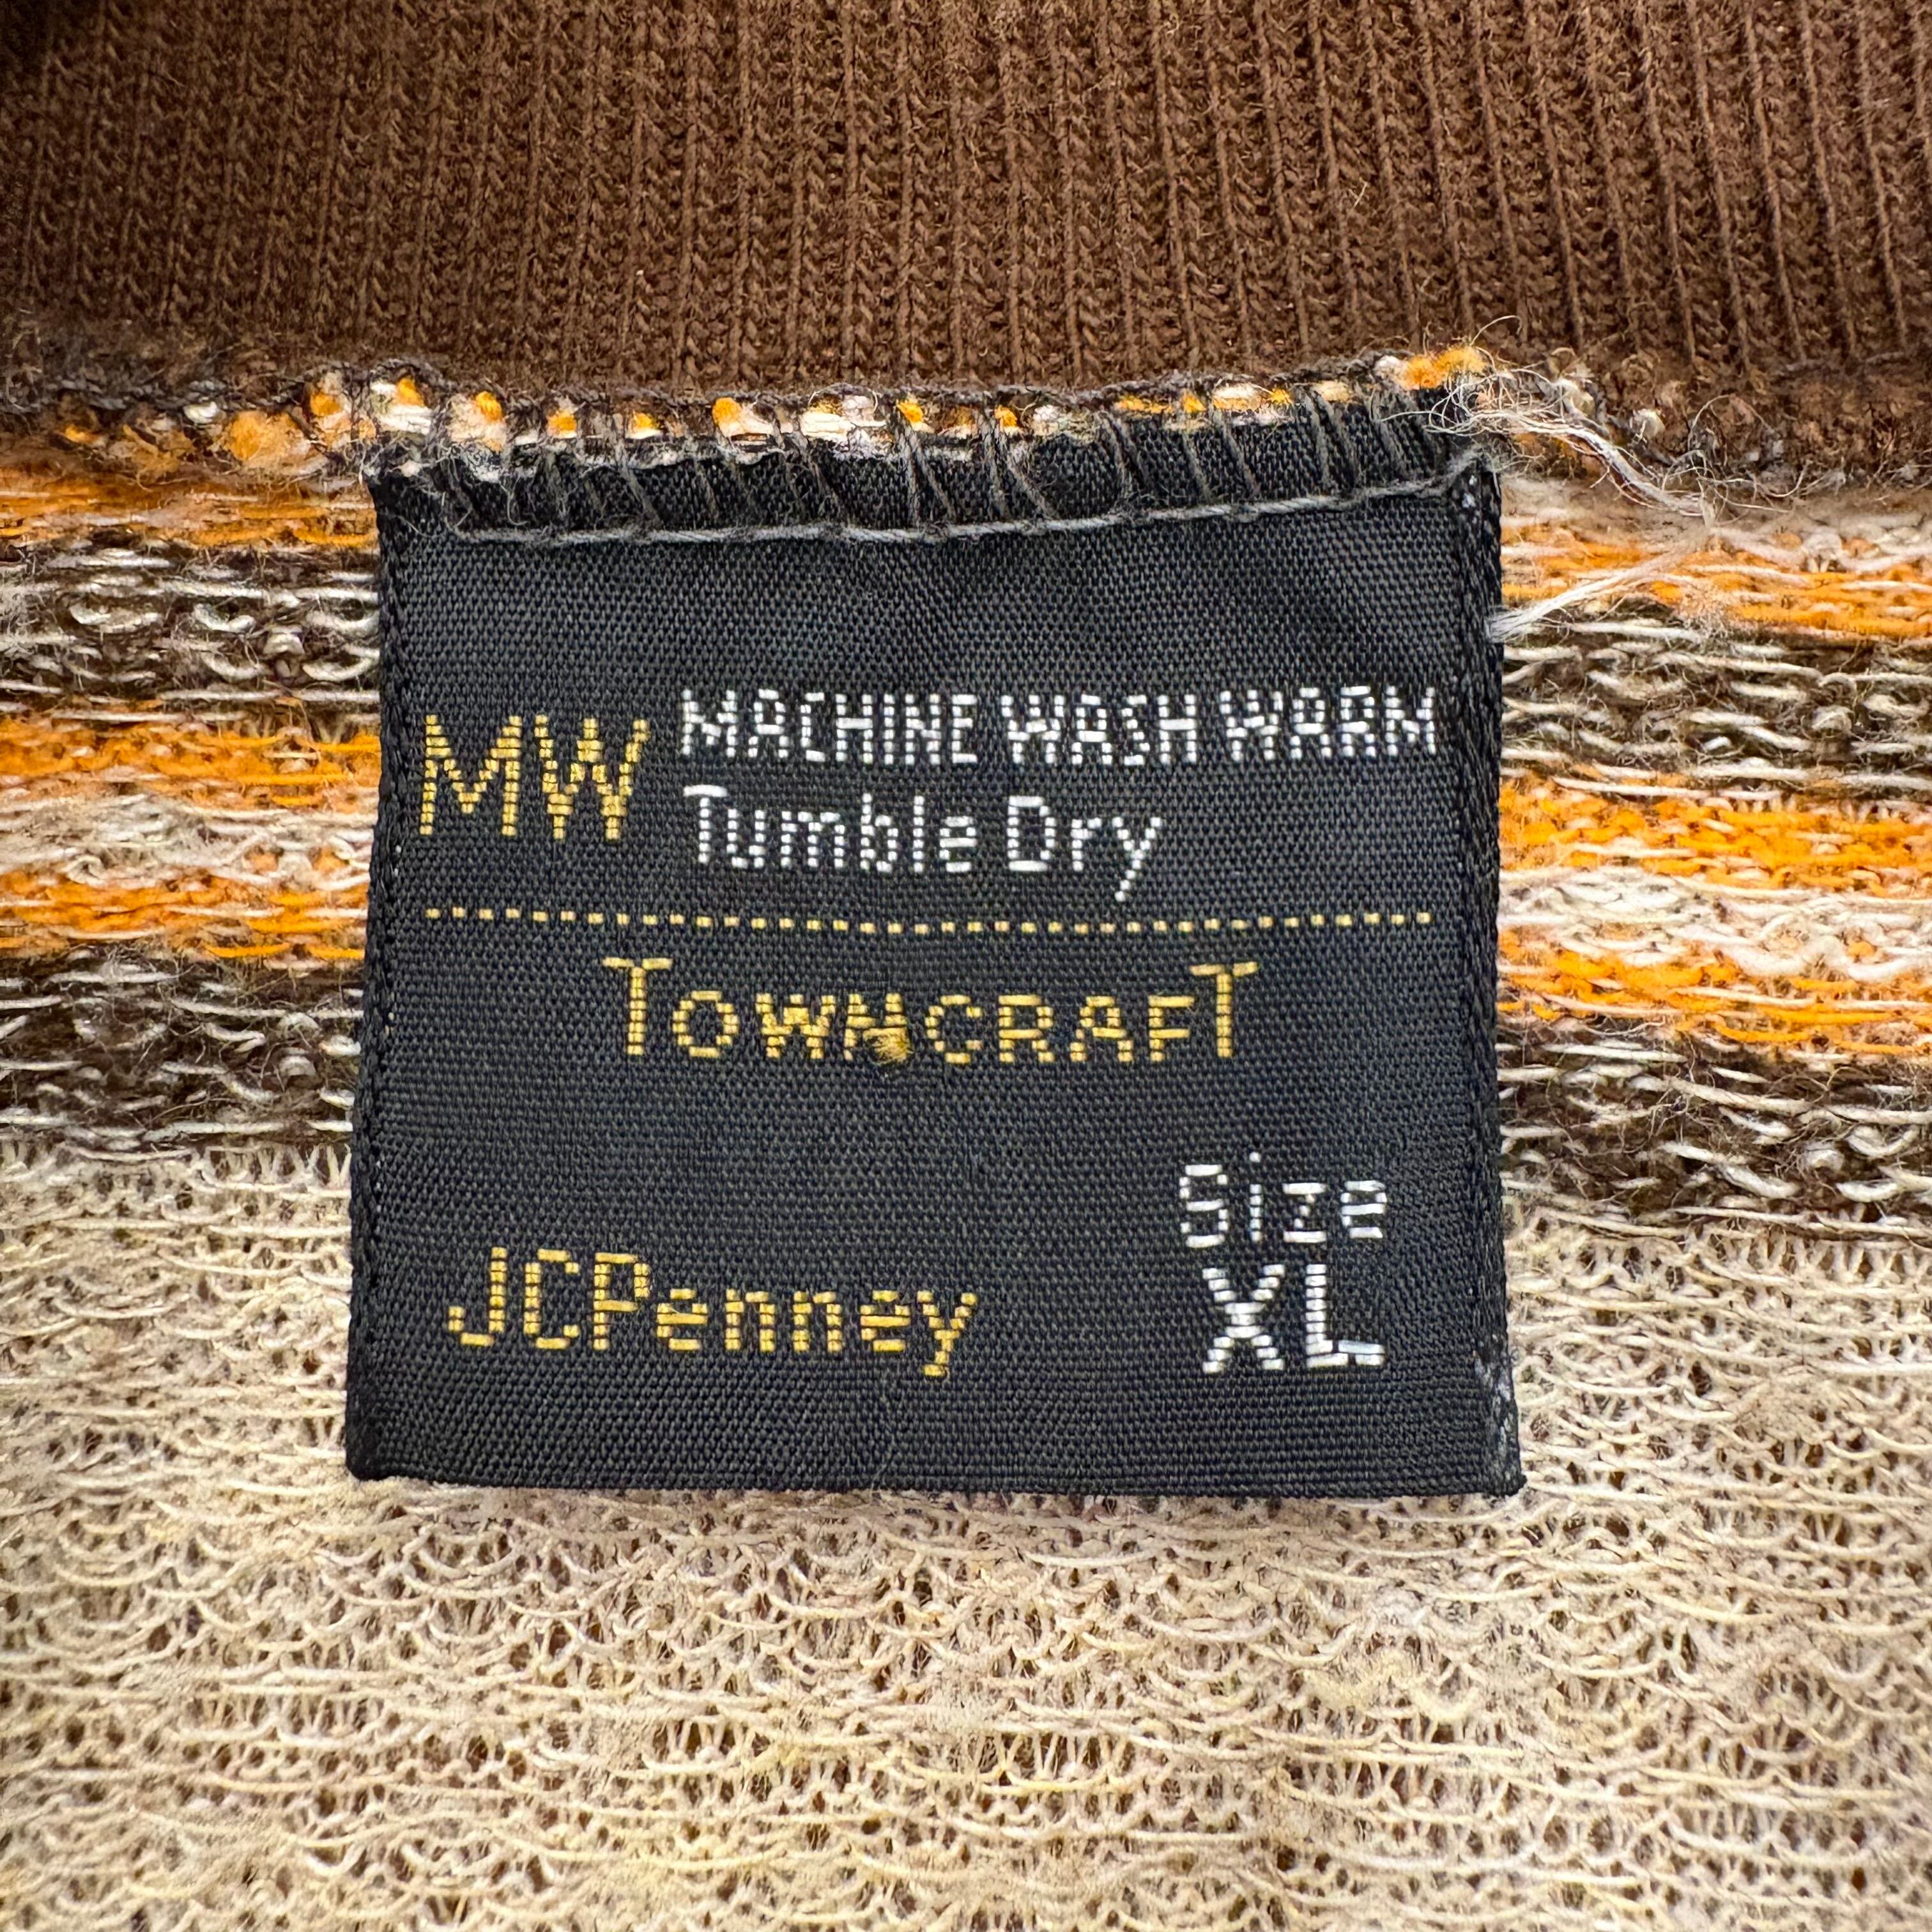 MW MACHINE WASH WARM
Tumble Dry
TOWNCRAFT
Size
XL
JCPenney